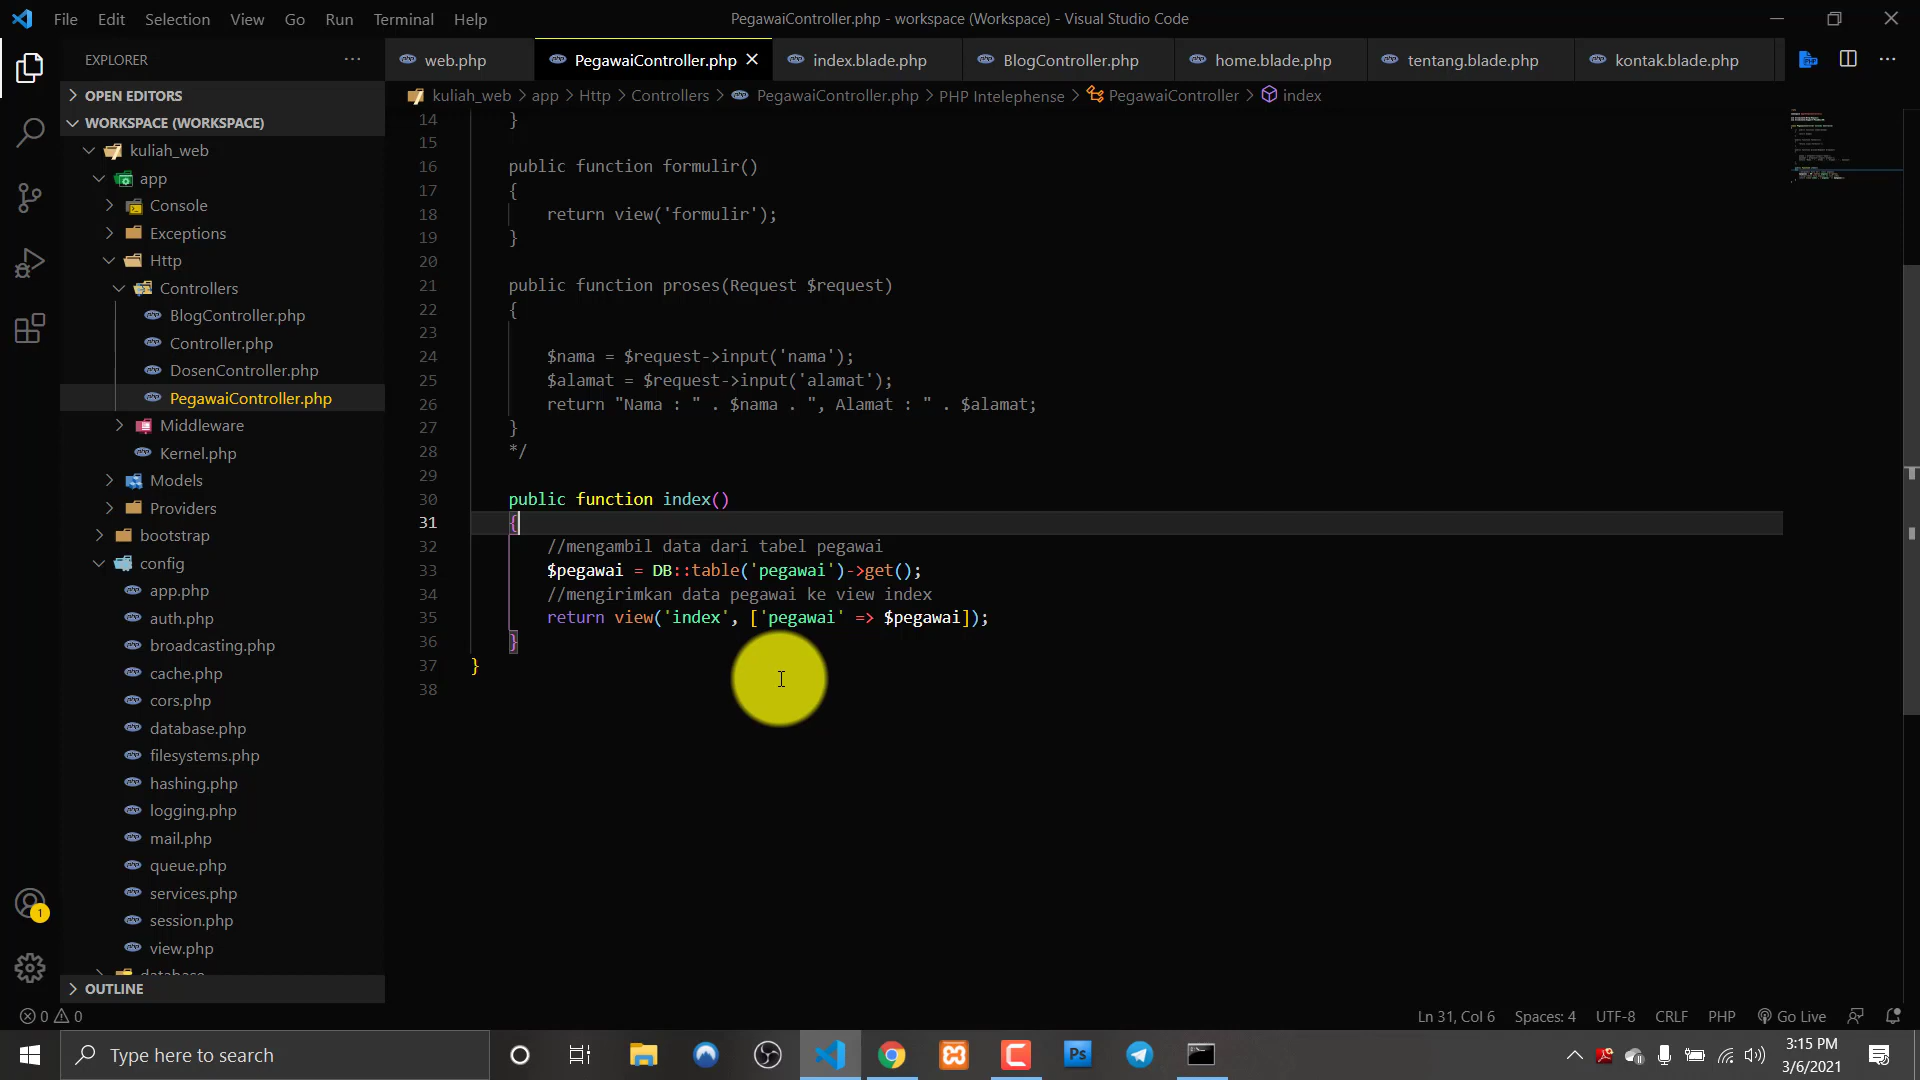 File Edit Selection View Go Run Terminal Help
PegawaiController.php - workspace (Workspace) - Visual Studio Code
EXPLORER
OPEN EDITORS
WORKSPACE (WORKSPACE)
kuliah_web
app
Console
Exceptions
Http
Controllers
BlogController.php
Controller.php
DosenController.php
PegawaiController.php
Middleware
Kernel.php
Models
Providers
bootstrap
config
app.php
auth.php
broadcasting.php
cache.php
cors.php
database.php
filesystems.php
hashing.php
logging.php
mail.php
queue.php
services.php
session.php
view.php
database
OUTLINE
web.php PegawaiController.php index.blade.php BlogController.php home.blade.php tentang.blade.php kontak.blade.php
kuliah_web > app > Http > Controllers > PegawaiController.php > PHP Intelephense > PegawaiController > index
14 }
15
16 public function formulir()
17 {
18 return view('formulir');
19 }
20
21 public function proses(Request $request)
22 {
23
24 $nama = $request->input('nama');
25 $alamat = $request->input('alamat');
26 return "Nama : " . $nama . ", Alamat : " . $alamat;
27 }
28 */
29
30 public function index()
31 {
32 //mengambil data dari tabel pegawai
33 $pegawai = DB::table('pegawai')->get();
34 //mengirimkan data pegawai ke view index
35 return view('index', ['pegawai' => $pegawai]);
36 }
37 }
38
1
0 0
Ln 31, Col 6 Spaces: 4 UTF-8 CRLF PHP Go Live
Type here to search
Ps
3:15 PM
3/6/2021